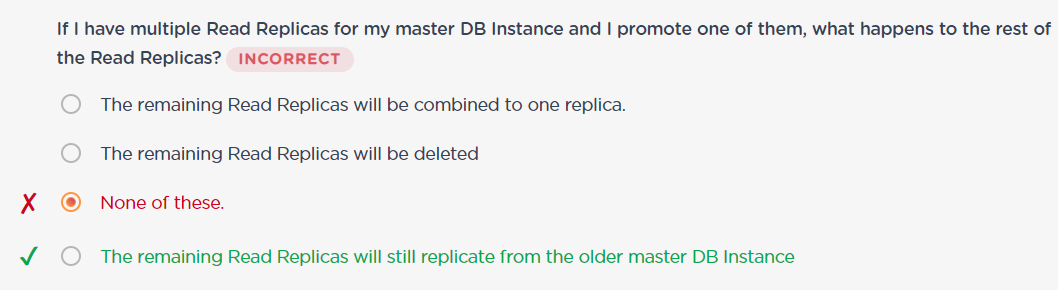 If I have multiple Read Replicas for my master DB Instance and I promote one of them, what happens to the rest of
the Read Replicas? INCORRECT
The remaining Read Replicas will be combined to one replica.
The remaining Read Replicas will be deleted
None of these.
The remaining Read Replicas will still replicate from the older master DB Instance